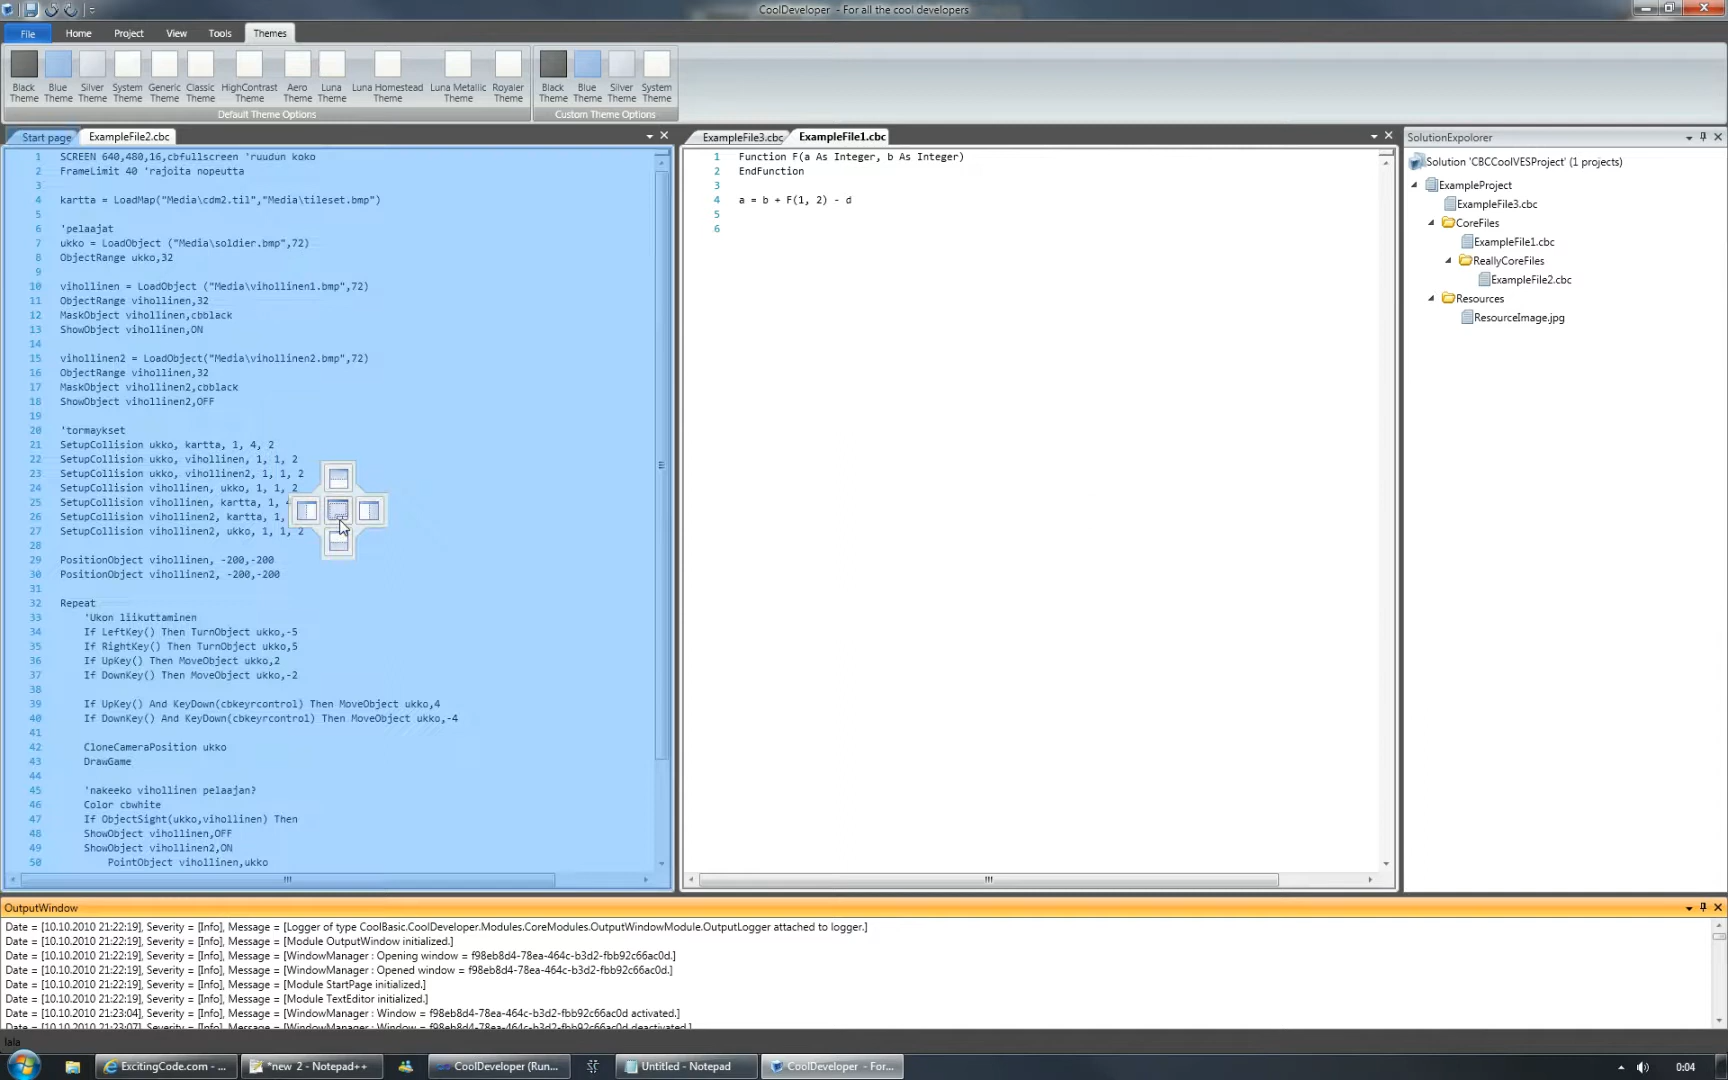 CoolDeveloper - For all the cool developers
File Home Project View Tools Themes
Black Theme Blue Theme Silver Theme System Theme Generic Theme Classic Theme HighContrast Theme Aero Theme Luna Theme Luna Homestead Theme Luna Metallic Theme Royaler Theme
Default Theme Options
Black Theme Blue Theme Silver Theme System Theme
Custom Theme Options
Start page ExampleFile2.cbc
1 SCREEN 640,480,16,cbfullscreen 'ruudun koko
2 FrameLimit 40 'rajoita nopeutta
3
4 kartta = LoadMap("Media\cdm2.til","Media\tileset.bmp")
5
6 'pelaajat
7 ukko = LoadObject ("Media\soldier.bmp",72)
8 ObjectRange ukko,32
9
10 vihollinen = LoadObject ("Media\vihollinen1.bmp",72)
11 ObjectRange vihollinen,32
12 MaskObject vihollinen,cbblack
13 ShowObject vihollinen,ON
14
15 vihollinen2 = LoadObject("Media\vihollinen2.bmp",72)
16 ObjectRange vihollinen,32
17 MaskObject vihollinen2,cbblack
18 ShowObject vihollinen2,OFF
19
20 'tormaykset
21 SetupCollision ukko, kartta, 1, 4, 2
22 SetupCollision ukko, vihollinen, 1, 1, 2
23 SetupCollision ukko, vihollinen2, 1, 1, 2
24 SetupCollision vihollinen, ukko, 1, 1, 2
25 SetupCollision vihollinen, kartta, 1,
26 SetupCollision vihollinen2, kartta, 1,
27 SetupCollision vihollinen2, ukko, 1, 1, 2
28
29 PositionObject vihollinen, -200,-200
30 PositionObject vihollinen2, -200,-200
31
32 Repeat
33 'Ukon liikuttaminen
34 If LeftKey() Then TurnObject ukko,-5
35 If RightKey() Then TurnObject ukko,5
36 If UpKey() Then MoveObject ukko,2
37 If DownKey() Then MoveObject ukko,-2
38
39 If UpKey() And KeyDown(cbkeyrcontrol) Then MoveObject ukko,4
40 If DownKey() And KeyDown(cbkeyrcontrol) Then MoveObject ukko,-4
41
42 CloneCameraPosition ukko
43 DrawGame
44
45 'nakeeko vihollinen pelaajan?
46 Color cbwhite
47 If ObjectSight(ukko,vihollinen) Then
48 ShowObject vihollinen,OFF
49 ShowObject vihollinen2,ON
50 PointObject vihollinen,ukko
ExampleFile3.cbc ExampleFile1.cbc
1 Function F(a As Integer, b As Integer)
2 EndFunction
3
4 a = b + F(1, 2) - d
5
6
SolutionExpolorer
Solution 'CBCCoolVESProject' (1 projects)
ExampleProject
ExampleFile3.cbc
CoreFiles
ExampleFile1.cbc
ReallyCoreFiles
ExampleFile2.cbc
Resources
ResourceImage.jpg
OutputWindow
Date = [10.10.2010 21:22:19], Severity = [Info], Message = [Logger of type CoolBasic.CoolDeveloper.Modules.CoreModules.OutputWindowModule.OutputLogger attached to logger.]
Date = [10.10.2010 21:22:19], Severity = [Info], Message = [Module OutputWindow initialized.]
Date = [10.10.2010 21:22:19], Severity = [Info], Message = [WindowManager : Opening window = f98eb8d4-78ea-464c-b3d2-fbb92c66ac0d.]
Date = [10.10.2010 21:22:19], Severity = [Info], Message = [WindowManager : Opened window = f98eb8d4-78ea-464c-b3d2-fbb92c66ac0d.]
Date = [10.10.2010 21:22:19], Severity = [Info], Message = [Module StartPage initialized.]
Date = [10.10.2010 21:22:19], Severity = [Info], Message = [Module TextEditor initialized.]
Date = [10.10.2010 21:23:04], Severity = [Info], Message = [WindowManager : Window = f98eb8d4-78ea-464c-b3d2-fbb92c66ac0d activated.]
Date = [10.10.2010 21:23:07], Severity = [Info], Message = [WindowManager : Window = f98eb8d4-78ea-464c-b3d2-fbb92c66ac0d deactivated.]
lala
ExcitingCode.com - ... *new 2 - Notepad++ CoolDeveloper (Run... Untitled - Notepad CoolDeveloper - For... 0:04